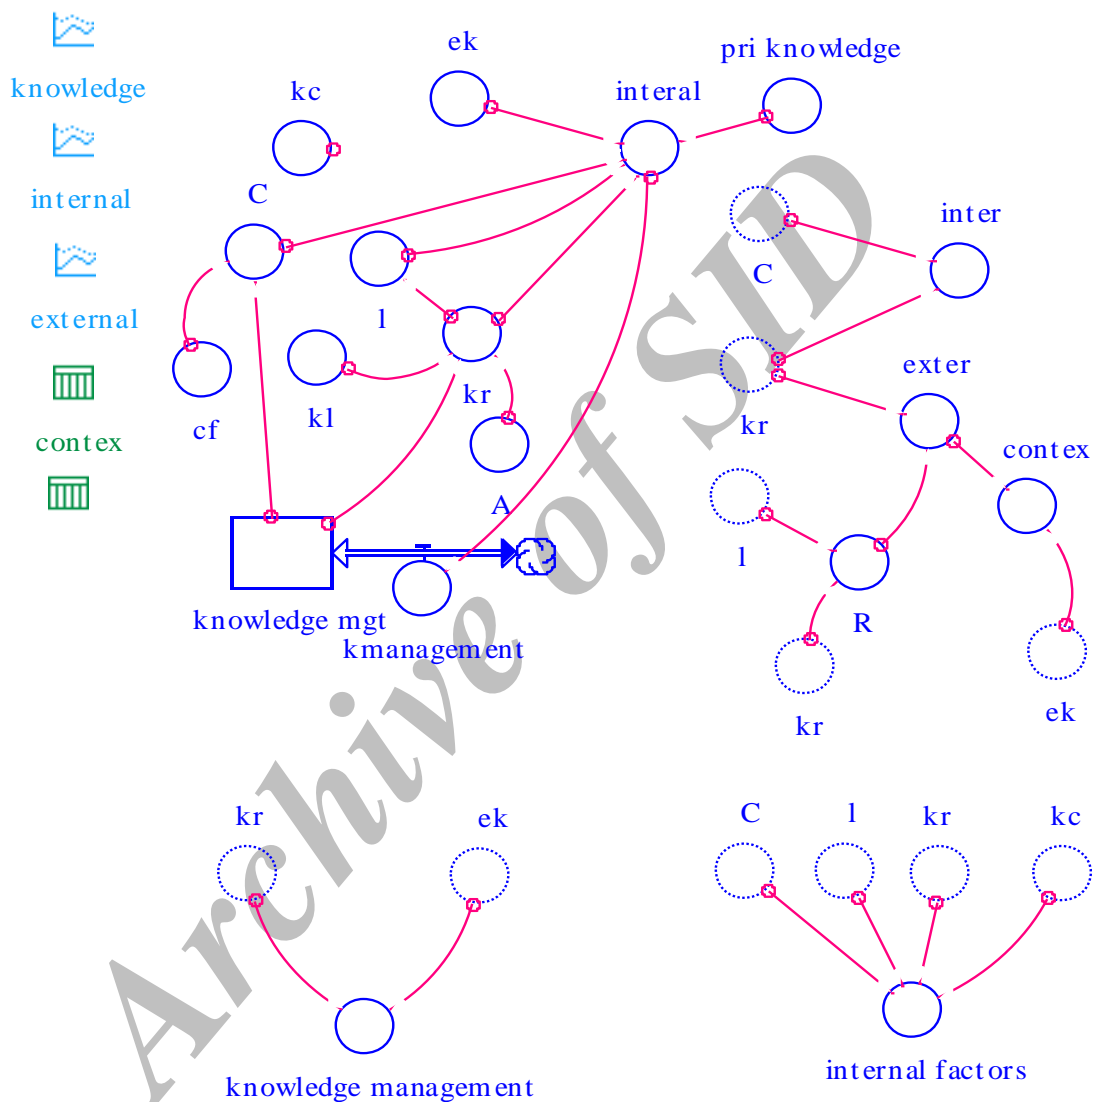 knowledge
internal
external
contex
ek
pri knowledge
kc
interal
C
l
kl
kr
cf
A
knowledge mgt
kmanagement
C
inter
kr
exter
contex
l
R
kr
ek
kr
ek
knowledge management
C
l
kr
kc
internal factors
Archive of SID